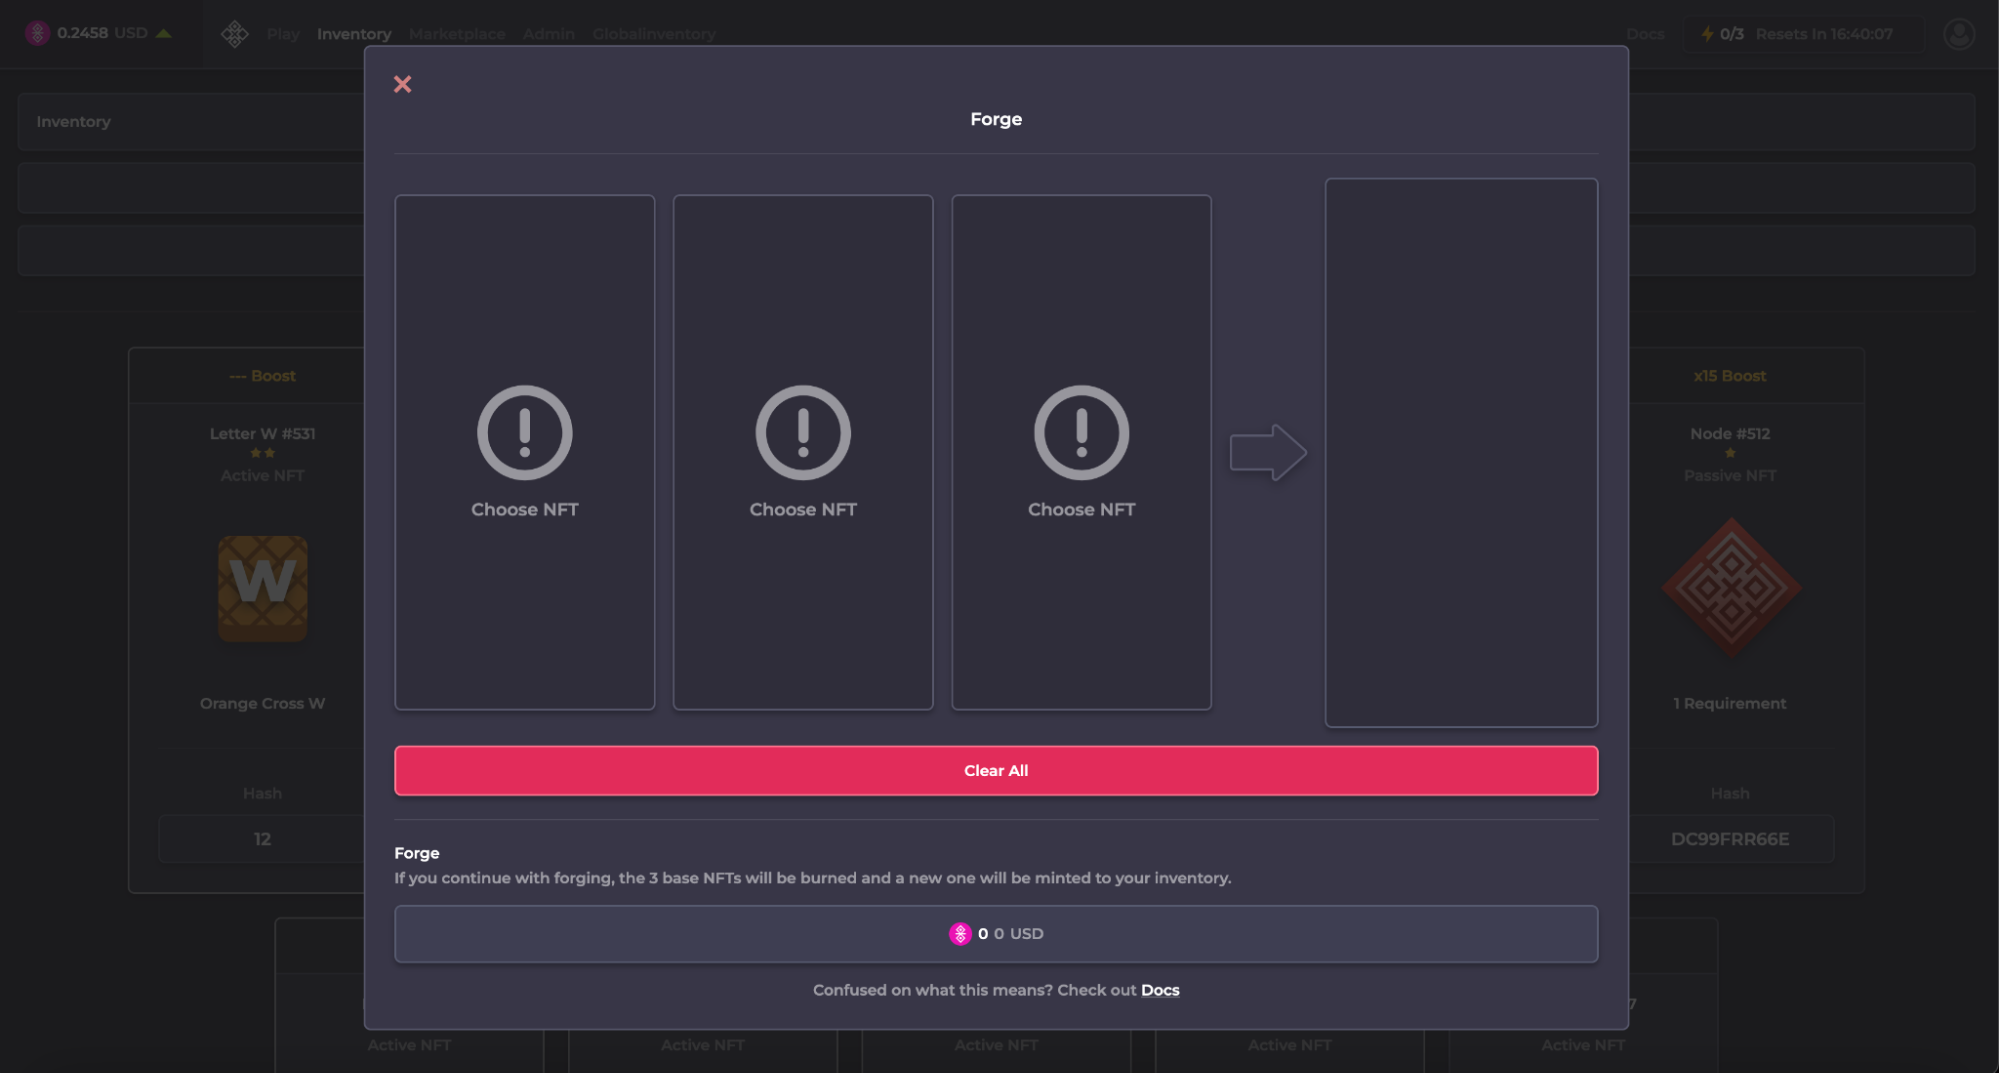 0.2458 USD
Play Inventory Marketplace Admin GlobalInventory
Docs
0/3 Resets In 16:40:07
Inventory
Forge
Choose NFT
Choose NFT
Choose NFT
Clear All
Forge
If you continue with forging, the 3 base NFTs will be burned and a new one will be minted to your inventory.
0 0 USD
Confused on what this means? Check out Docs
--- Boost
Letter W #531
Active NFT
W
Orange Cross W
Hash
12
x15 Boost
Node #512
Passive NFT
1 Requirement
Hash
DC99FRR66E
Active NFT
Active NFT
Active NFT
Active NFT
Active NFT